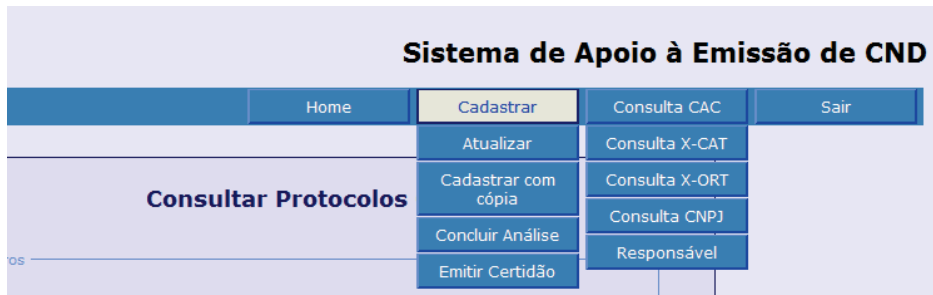 Sistema de Apoio à Emissão de CND
Home Cadastrar Consulta CAC Sair
Atualizar Consulta X-CAT
Cadastrar com Consulta X-ORT
cópia
Consultar Protocolos Consulta CNPJ
Concluir Análise Responsável
Emitir Certidão